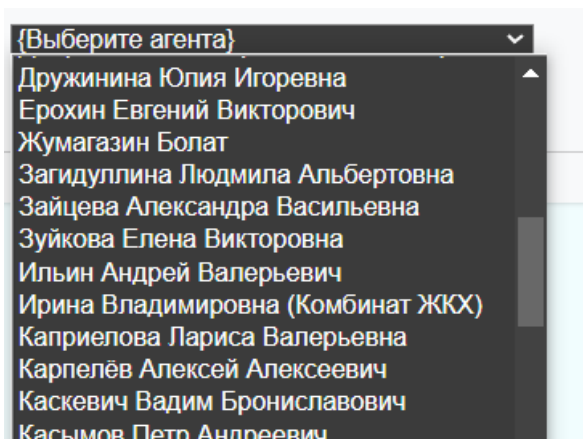 {Выберите агента}
Дружинина Юлия Игоревна
Ерохин Евгений Викторович
Жумагазин Болат
Загидуллина Людмила Альбертовна
Зайцева Александра Васильевна
Зуйкова Елена Викторовна
Ильин Андрей Валерьевич
Ирина Владимировна (Комбинат ЖКХ)
Каприелова Лариса Валерьевна
Карпелёв Алексей Алексеевич
Каскевич Вадим Брониславович
Касымов Петр Андреевич